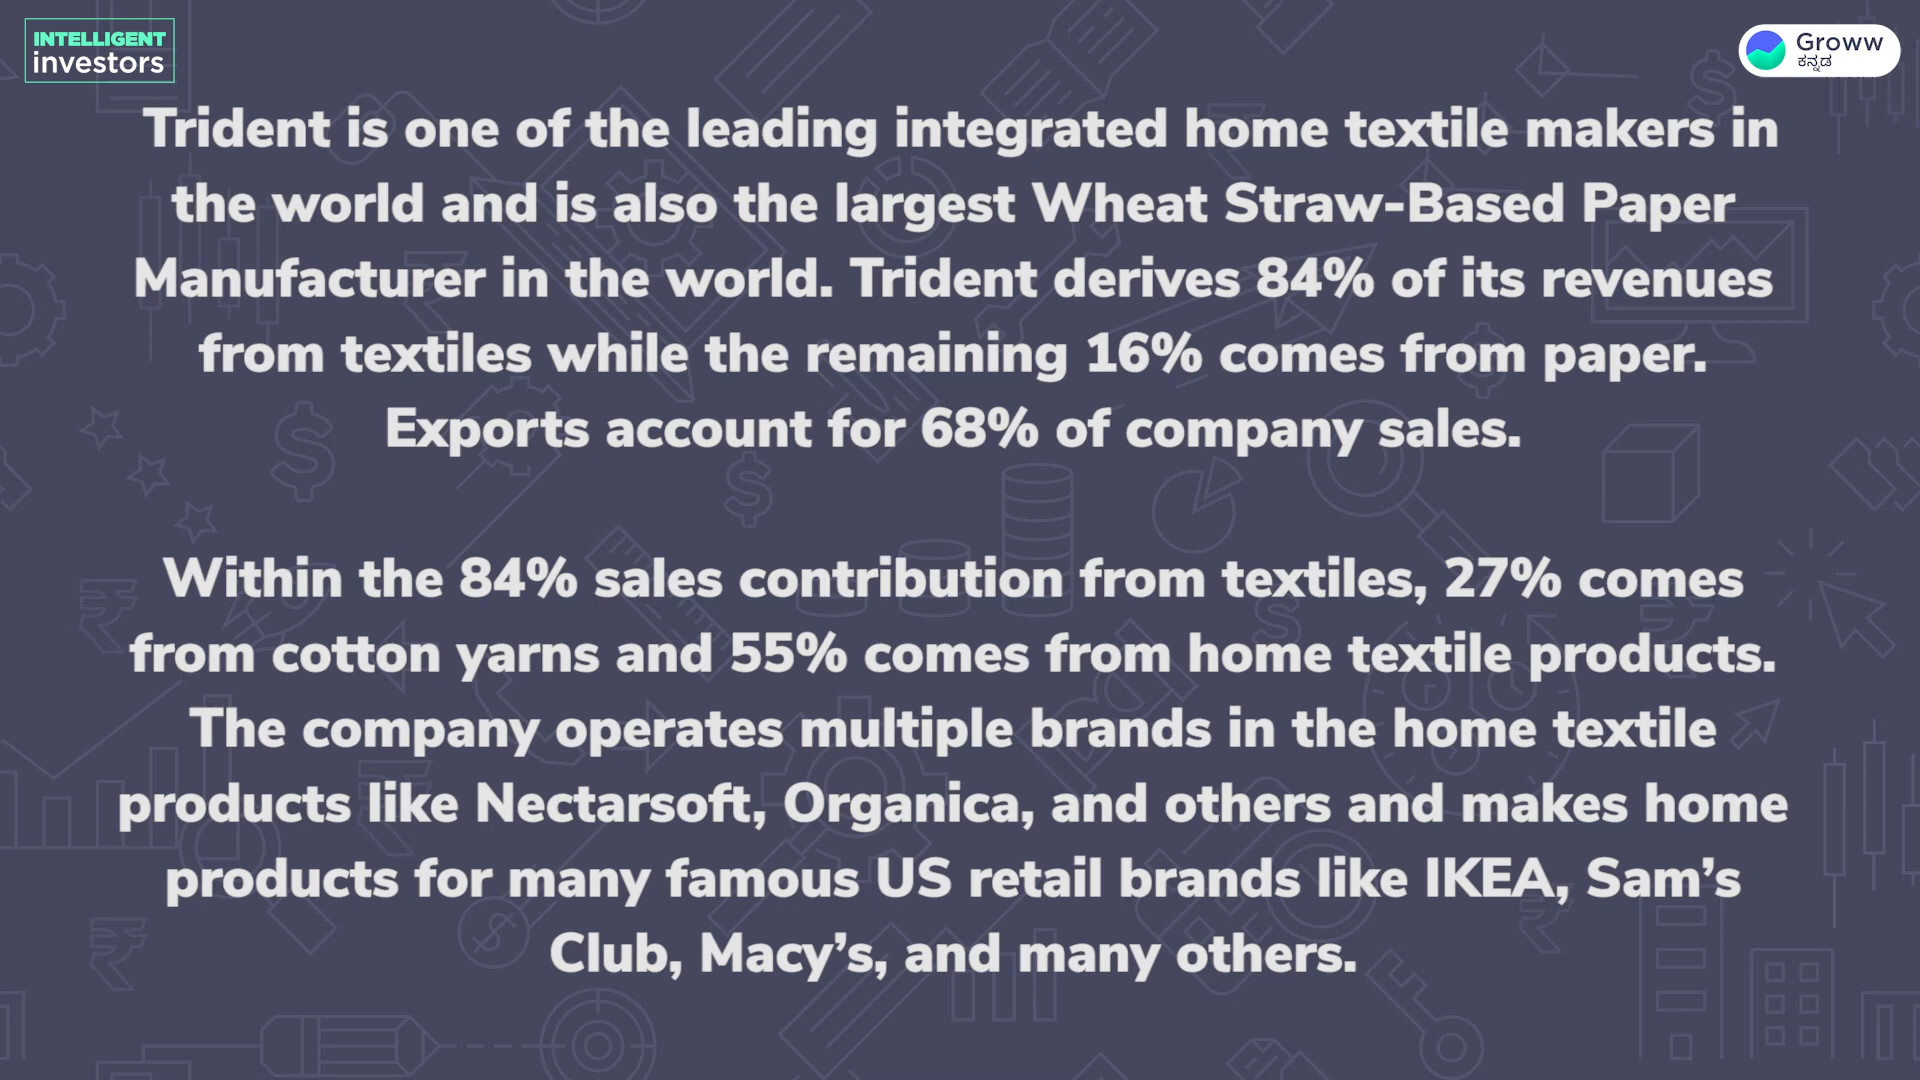 INTELLIGENT
investors
Groww
ಕನ್ನಡ
Trident is one of the leading integrated home textile makers in
the world and is also the largest Wheat Straw-Based Paper
Manufacturer in the world. Trident derives 84% of its revenues
from textiles while the remaining 16% comes from paper.
Exports account for 68% of company sales.
Within the 84% sales contribution from textiles, 27% comes
from cotton yarns and 55% comes from home textile products.
The company operates multiple brands in the home textile
products like Nectarsoft, Organica, and others and makes home
products for many famous US retail brands like IKEA, Sam’s
Club, Macy’s, and many others.